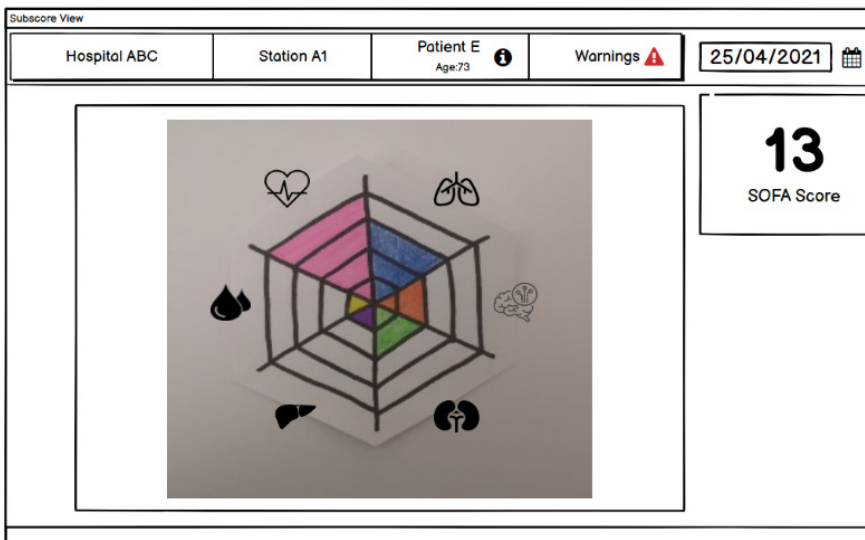 Subscore View
Hospital ABC
Station A1
Patient E
Age:73
Warnings
25/04/2021
13
SOFA Score